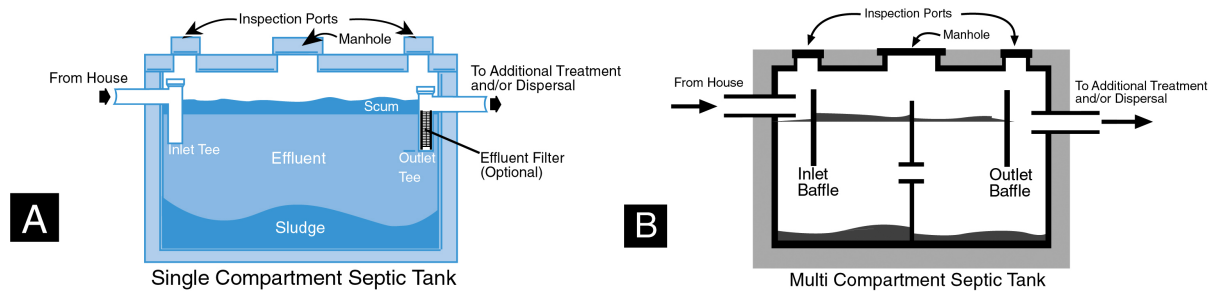 Inspection Ports
Manhole
From House
To Additional Treatment
and/or Dispersal
Scum
Inlet Tee
Effluent
Outlet
Tee
Effluent Filter
(Optional)
Sludge
A
Single Compartment Septic Tank
Inspection Ports
Manhole
From House
To Additional Treatment
and/or Dispersal
Inlet
Baffle
Outlet
Baffle
B
Multi Compartment Septic Tank